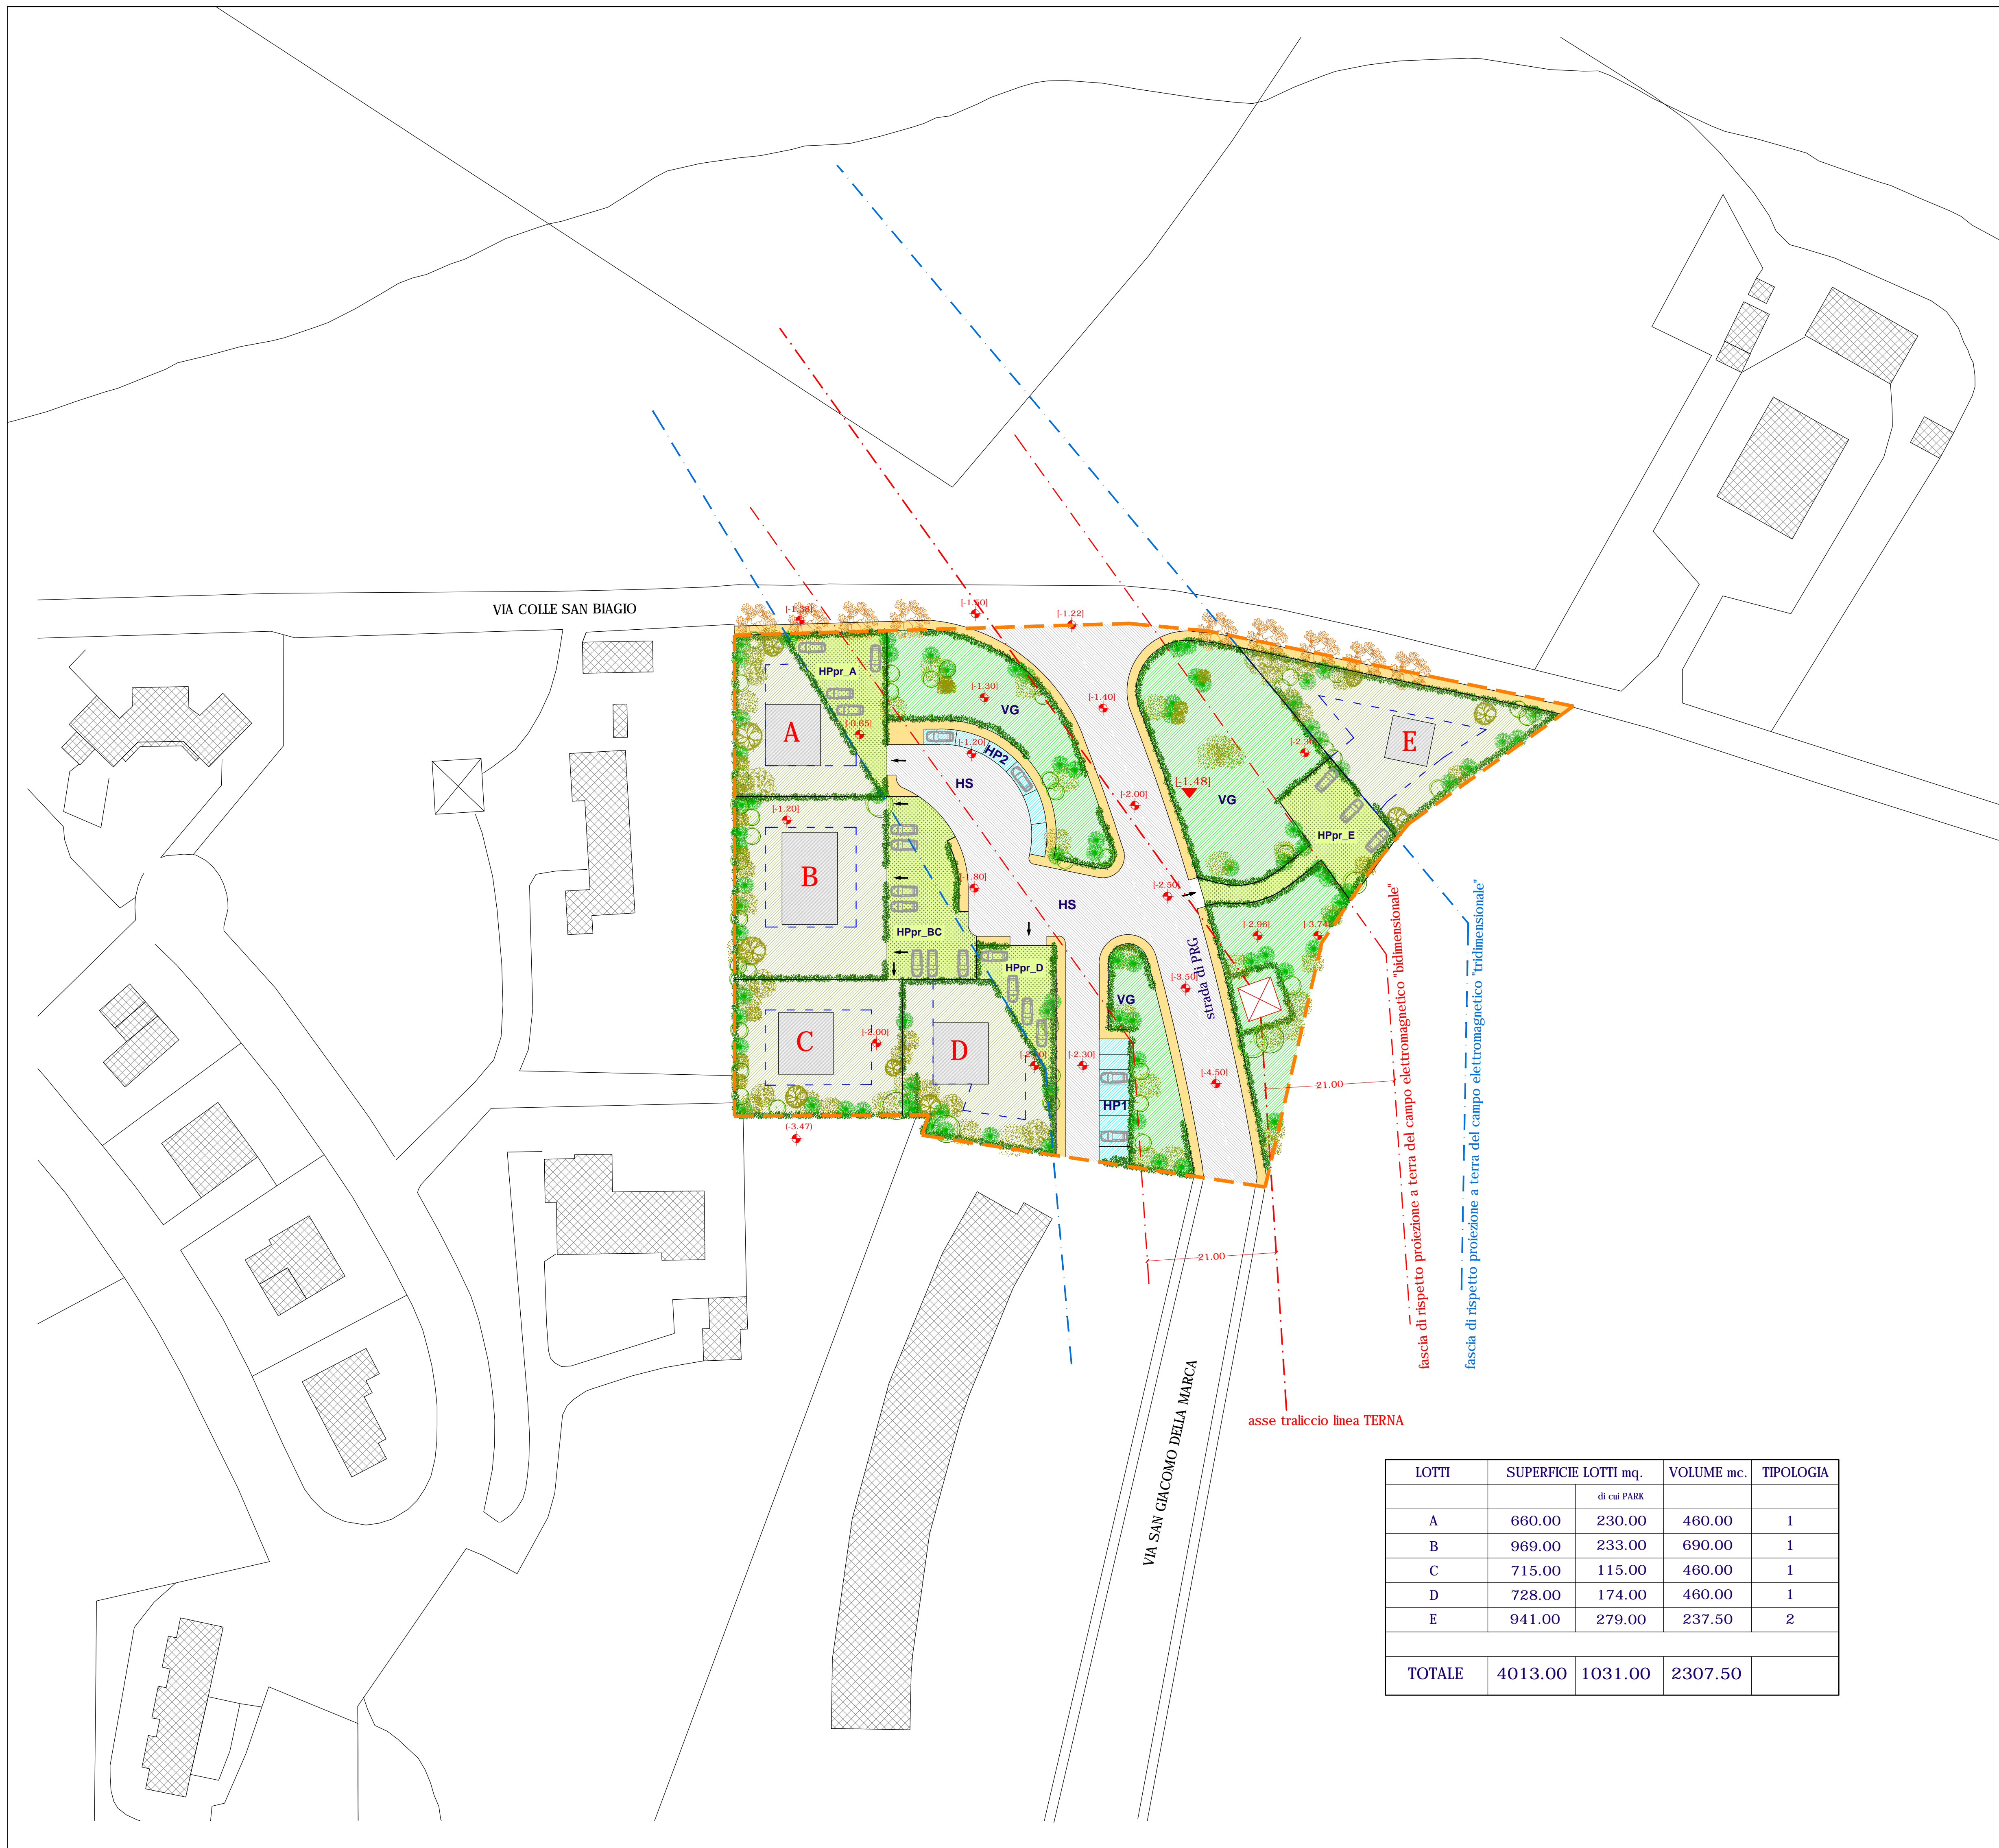 VIA COLLE SAN BIAGIO
[-1.38]
[-1.50]
[-1.22]
HPpr_A
[-1.30]
VG
[-1.40]
A
[-0.65]
[-1.20]
HP2
HS
[-2.30]
E
[-1.48]
VG
[-2.00]
[-1.20]
HPpr_E
B
[-1.80]
[-2.50]
HS
HPpr_BC
[-2.96]
[-3.74]
HPpr_D
[-3.50]
strada di PRG
VG
C
[-2.00]
D
[-2.30]
[-4.50]
HP1
21.00
(-3.47)
21.00
fascia di rispetto proiezione a terra del campo elettromagnetico "bidimensionale"
fascia di rispetto proiezione a terra del campo elettromagnetico "tridimensionale"
VIA SAN GIACOMO DELLA MARCA
asse traliccio linea TERNA
LOTTI SUPERFICIE LOTTI mq. VOLUME mc. TIPOLOGIA
di cui PARK
A 660.00 230.00 460.00 1
B 969.00 233.00 690.00 1
C 715.00 115.00 460.00 1
D 728.00 174.00 460.00 1
E 941.00 279.00 237.50 2
TOTALE 4013.00 1031.00 2307.50